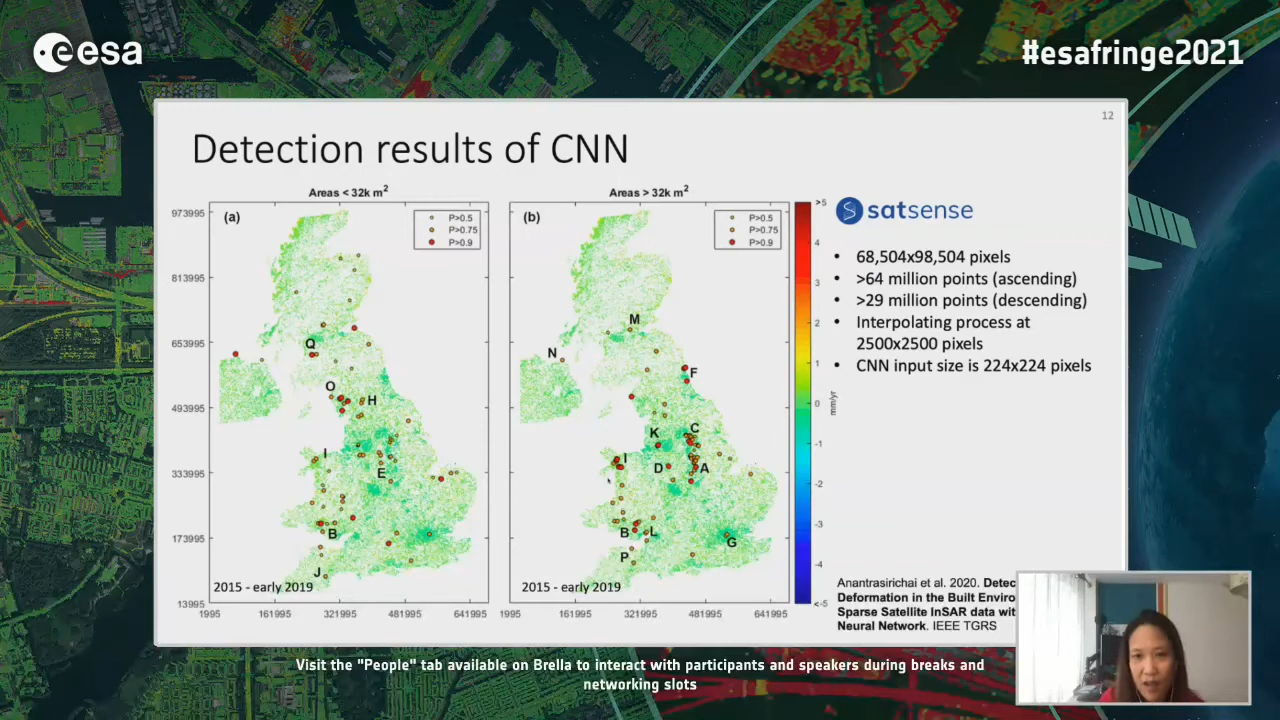 esa
#esafringe2021
12
Detection results of CNN
Areas < 32k m²
Areas > 32k m²
(a)
P>0.5
P>0.75
P>0.9
(b)
P>0.5
P>0.75
P>0.9
973995
813995
653995
493995
333995
173995
13995
Q
O
H
I
E
B
J
2015 - early 2019
1995
161995
321995
481995
641995
M
N
F
C
K
I
D
A
B
L
G
P
2015 - early 2019
1995
161995
321995
481995
641995
>5
4
3
2
1
0
-1
-2
-3
-4
<-5
mm/yr
satsense
• 68,504x98,504 pixels
• >64 million points (ascending)
• >29 million points (descending)
• Interpolating process at
2500x2500 pixels
• CNN input size is 224x224 pixels
Anantrasirichai et al. 2020. Detec
Deformation in the Built Enviro
Sparse Satellite InSAR data wit
Neural Network. IEEE TGRS
Visit the "People" tab available on Brella to interact with participants and speakers during breaks and
networking slots